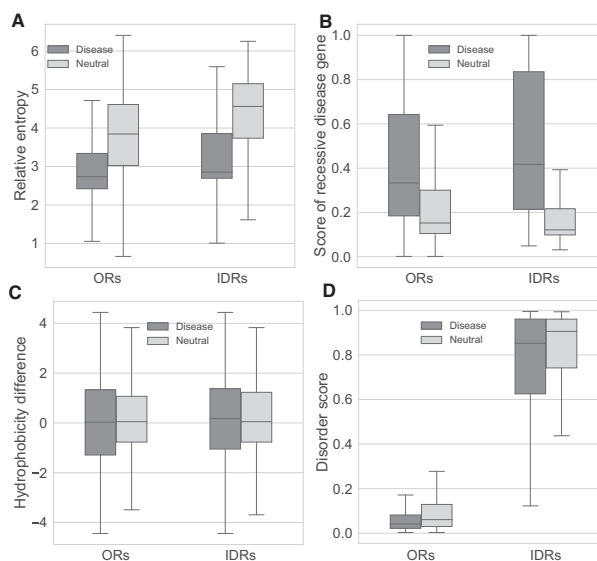 A
Relative entropy
6
5
4
3
2
1
Disease
Neutral
ORs
IDRs
B
Score of recessive disease gene
1.0
0.8
0.6
0.4
0.2
0.0
Disease
Neutral
ORs
IDRs
C
Hydrophobicity difference
4
2
0
−2
−4
Disease
Neutral
ORs
IDRs
D
Disorder score
1.0
0.8
0.6
0.4
0.2
0.0
Disease
Neutral
ORs
IDRs